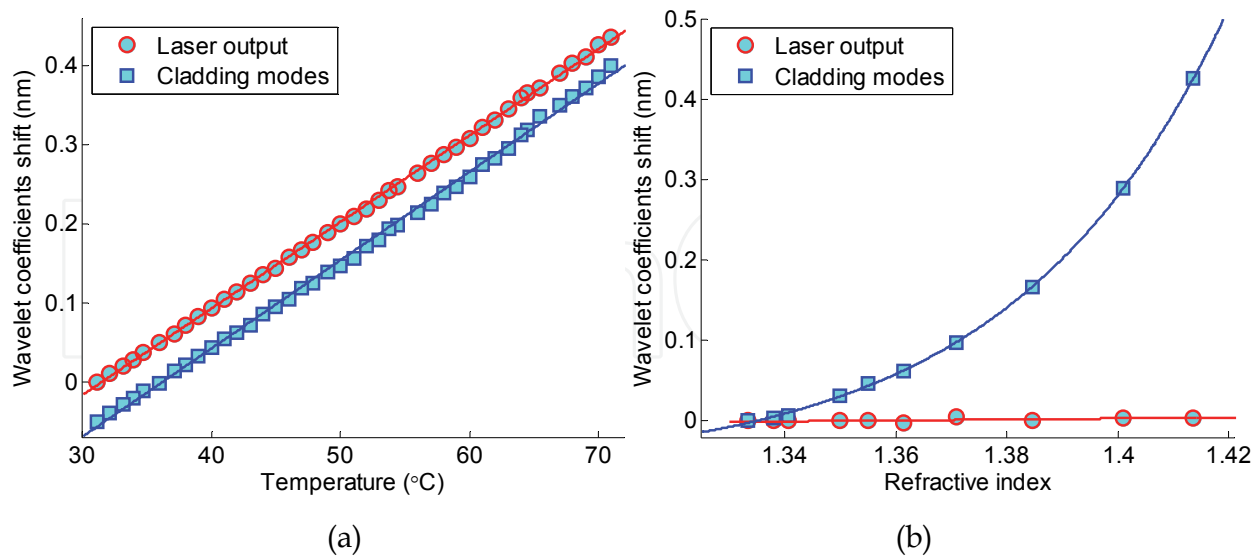 Laser output
Cladding modes
Wavelet coefficients shift (nm)
0.4
0.3
0.2
0.1
0
30 40 50 60 70
Temperature (°C)
(a)
Laser output
Cladding modes
Wavelet coefficients shift (nm)
0.5
0.4
0.3
0.2
0.1
0
1.34 1.36 1.38 1.4 1.42
Refractive index
(b)